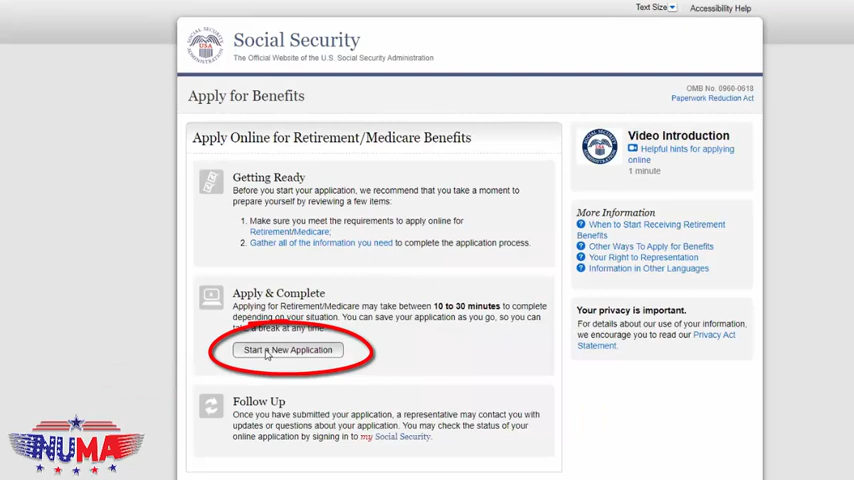 Text Size
Accessibility Help
Social Security
The Official Website of the U.S. Social Security Administration
Apply for Benefits
OMB No. 0960-0618
Paperwork Reduction Act
Apply Online for Retirement/Medicare Benefits
Getting Ready
Before you start your application, we recommend that you take a moment to
prepare yourself by reviewing a few items:
1. Make sure you meet the requirements to apply online for
Retirement/Medicare;
2. Gather all of the information you need to complete the application process.
Apply & Complete
Applying for Retirement/Medicare may take between 10 to 30 minutes to complete
depending on your situation. You can save your application as you go, so you can
take a break at any time.
Start a New Application
Follow Up
Once you have submitted your application, a representative may contact you with
updates or questions about your application. You may check the status of your
online application by signing in to my Social Security.
Video Introduction
Helpful hints for applying
online
1 minute
More Information
When to Start Receiving Retirement
Benefits
Other Ways To Apply for Benefits
Your Right to Representation
Information in Other Languages
Your privacy is important.
For details about our use of your information,
we encourage you to read our Privacy Act
Statement.
NUMA